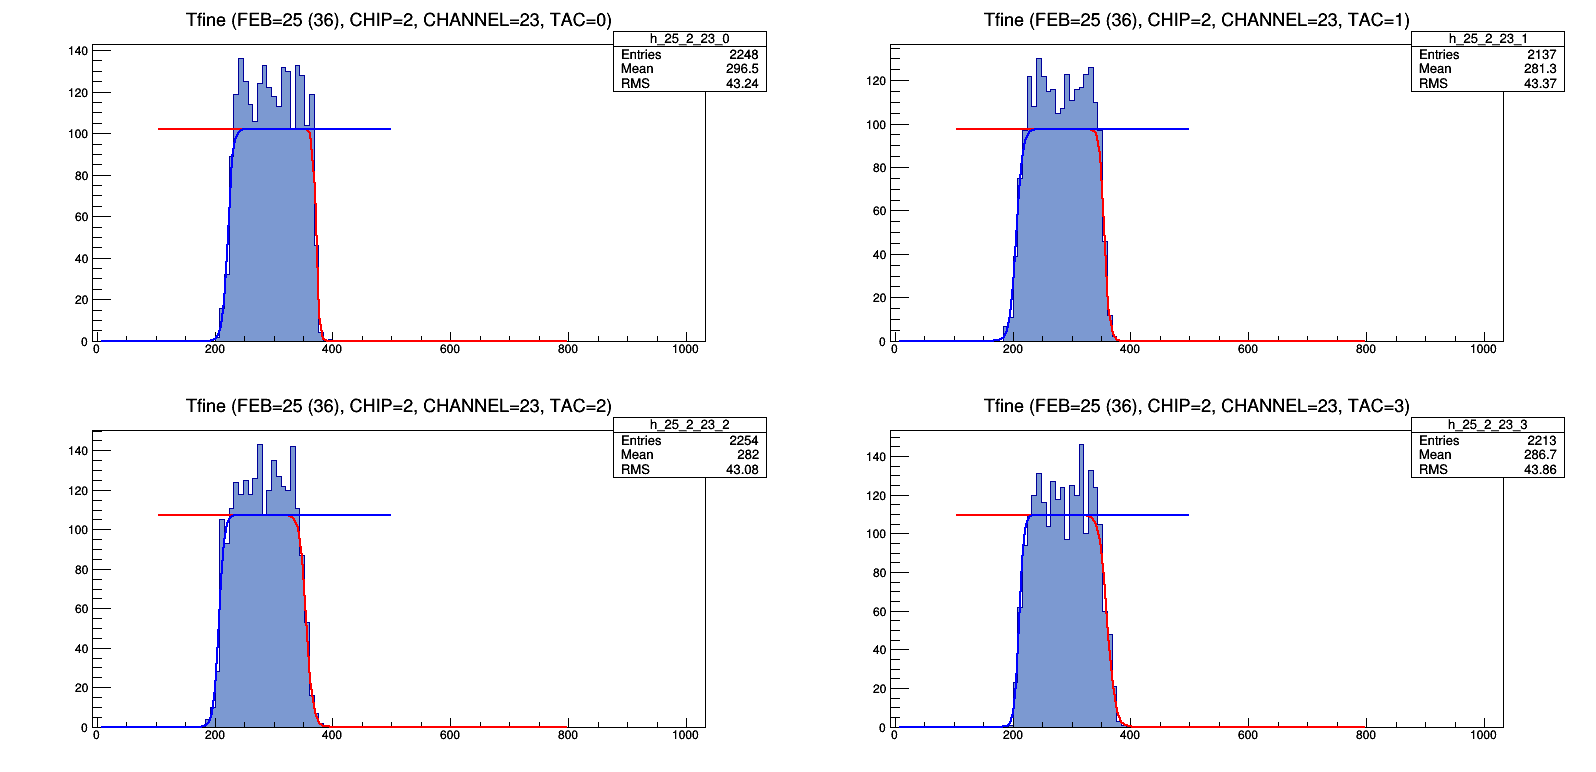 Tfine (FEB=25 (36), CHIP=2, CHANNEL=23, TAC=0)
h_25_2_23_0
Entries 2248
Mean 296.5
RMS 43.24
140
120
100
80
60
40
20
0
0 200 400 600 800 1000
Tfine (FEB=25 (36), CHIP=2, CHANNEL=23, TAC=1)
h_25_2_23_1
Entries 2137
Mean 281.3
RMS 43.37
120
100
80
60
40
20
0
0 200 400 600 800 1000
Tfine (FEB=25 (36), CHIP=2, CHANNEL=23, TAC=2)
h_25_2_23_2
Entries 2254
Mean 282
RMS 43.08
140
120
100
80
60
40
20
0
0 200 400 600 800 1000
Tfine (FEB=25 (36), CHIP=2, CHANNEL=23, TAC=3)
h_25_2_23_3
Entries 2213
Mean 286.7
RMS 43.86
140
120
100
80
60
40
20
0
0 200 400 600 800 1000